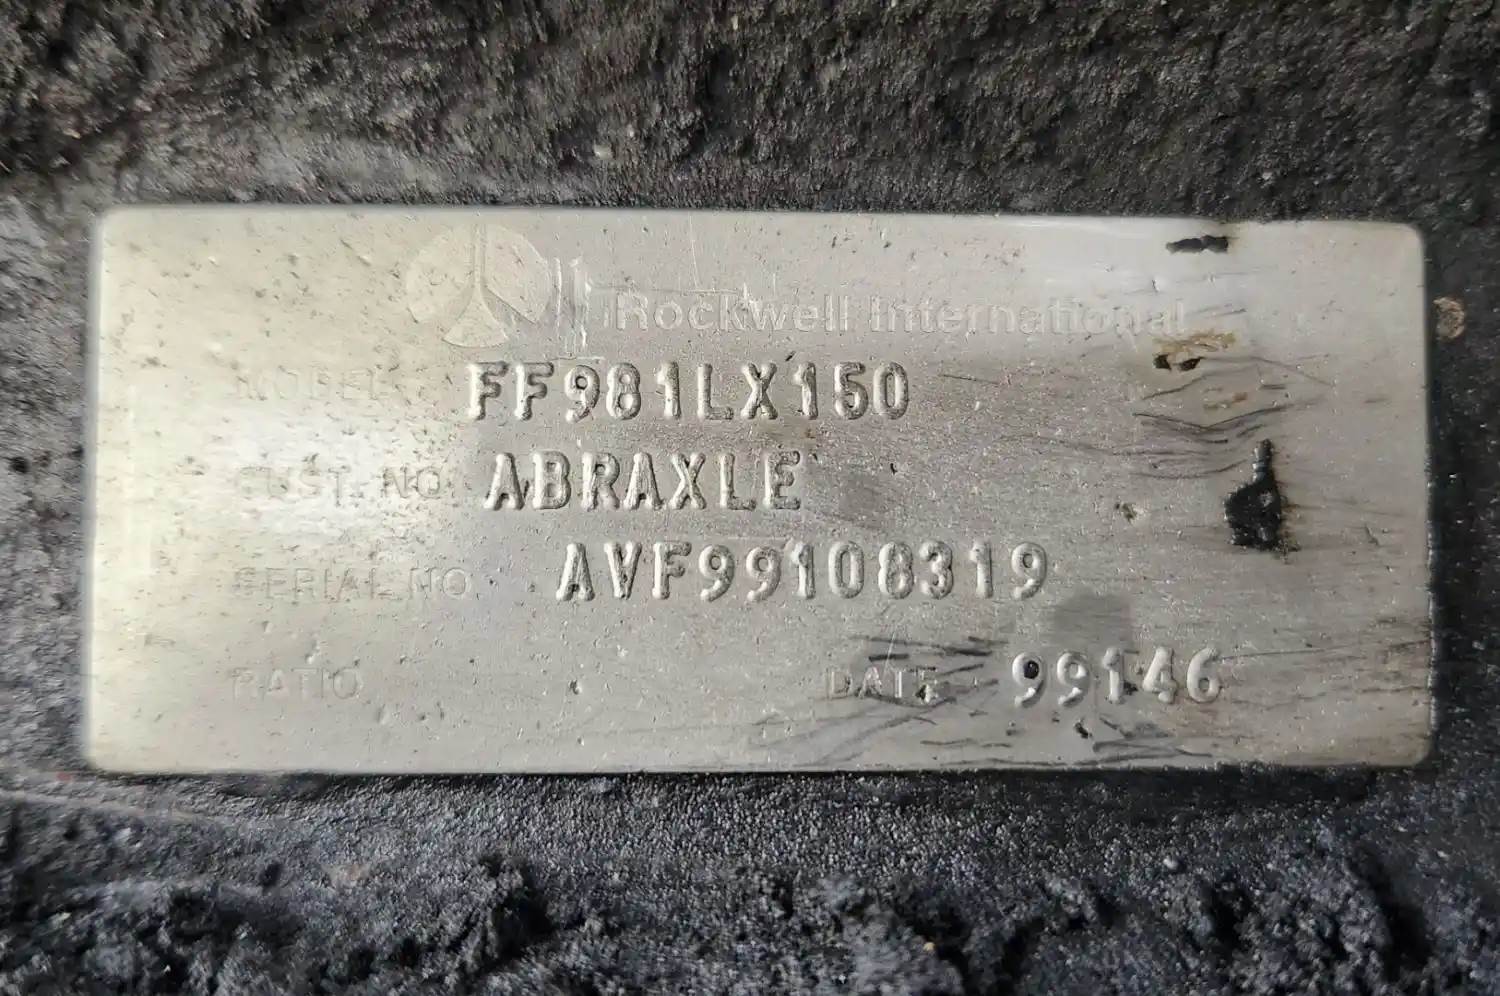 Rockwell International
MODEL FF981LX150
CUST. NO. ABRAXLE
SERIAL NO AVF99108319
RATIO DATE 99146